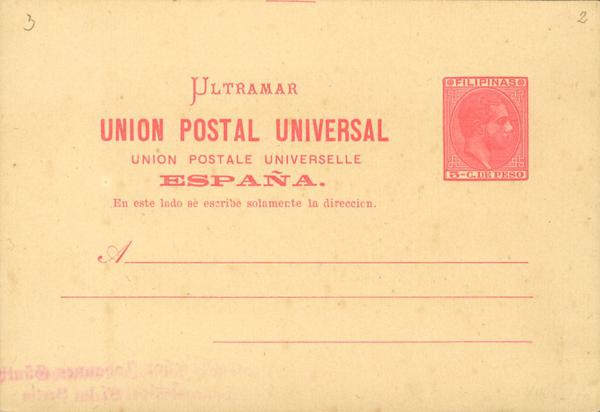 3
2
ULTRAMAR
FILIPINAS
UNION POSTAL UNIVERSAL
UNION POSTALE UNIVERSELLE
ESPAÑA.
5 C. DE PESO
En este lado se escribe solamente la direccion.
A